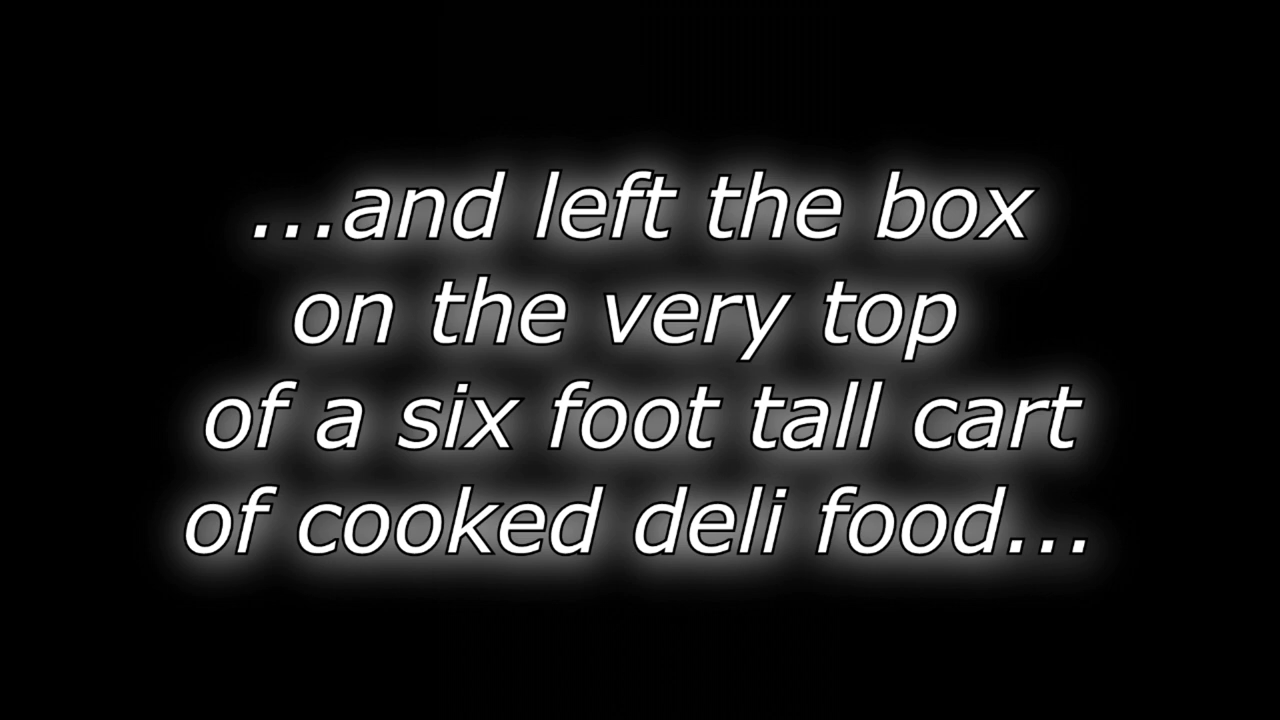 ...and left the box
on the very top
of a six foot tall cart
of cooked deli food...